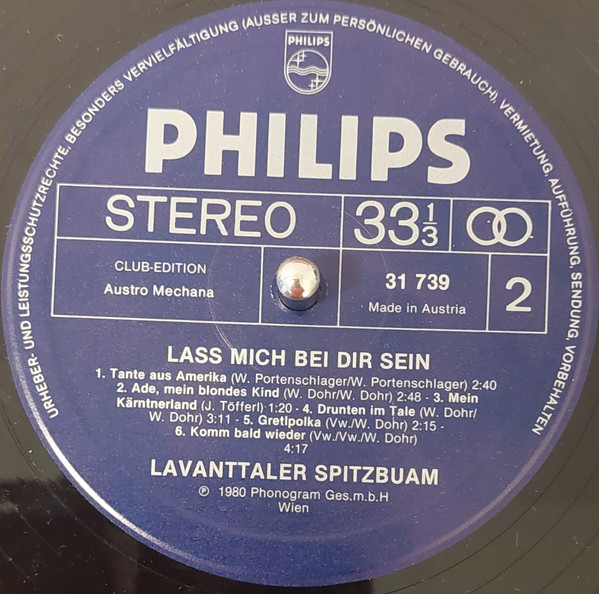 URHEBER- UND LEISTUNGSSCHUTZRECHTE, BESONDERS VERVIELFÄLTIGUNG (AUSSER ZUM PERSÖNLICHEN GEBRAUCH), VERMIETUNG, AUFFÜHRUNG, SENDUNG, VORBEHALTEN
PHILIPS
PHILIPS
STEREO 33 1/3
CLUB-EDITION
Austro Mechana
31 739
Made in Austria
2
LASS MICH BEI DIR SEIN
1. Tante aus Amerika (W. Portenschlager/W. Portenschlager) 2:40
2. Ade, mein blondes Kind (W. Dohr/W. Dohr) 2:48 - 3. Mein
Kärntnerland (J. Töfferl) 1:20 - 4. Drunten im Tale (W. Dohr/
W. Dohr) 3:11 - 5. Gretlpolka (Vw./W. Dohr) 2:15 -
6. Komm bald wieder (Vw./Vw./W. Dohr)
4:17
LAVANTTALER SPITZBUAM
℗ 1980 Phonogram Ges.m.b.H
Wien